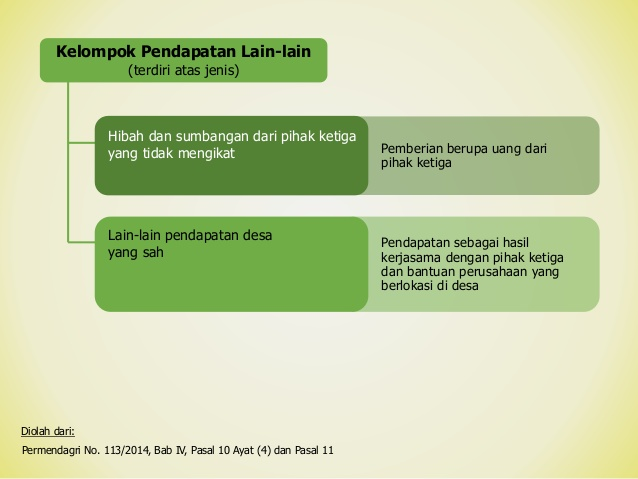 Kelompok Pendapatan Lain-lain
(terdiri atas jenis)
Hibah dan sumbangan dari pihak ketiga
yang tidak mengikat
Pemberian berupa uang dari
pihak ketiga
Lain-lain pendapatan desa
yang sah
Pendapatan sebagai hasil
kerjasama dengan pihak ketiga
dan bantuan perusahaan yang
berlokasi di desa
Diolah dari:
Permendagri No. 113/2014, Bab IV, Pasal 10 Ayat (4) dan Pasal 11